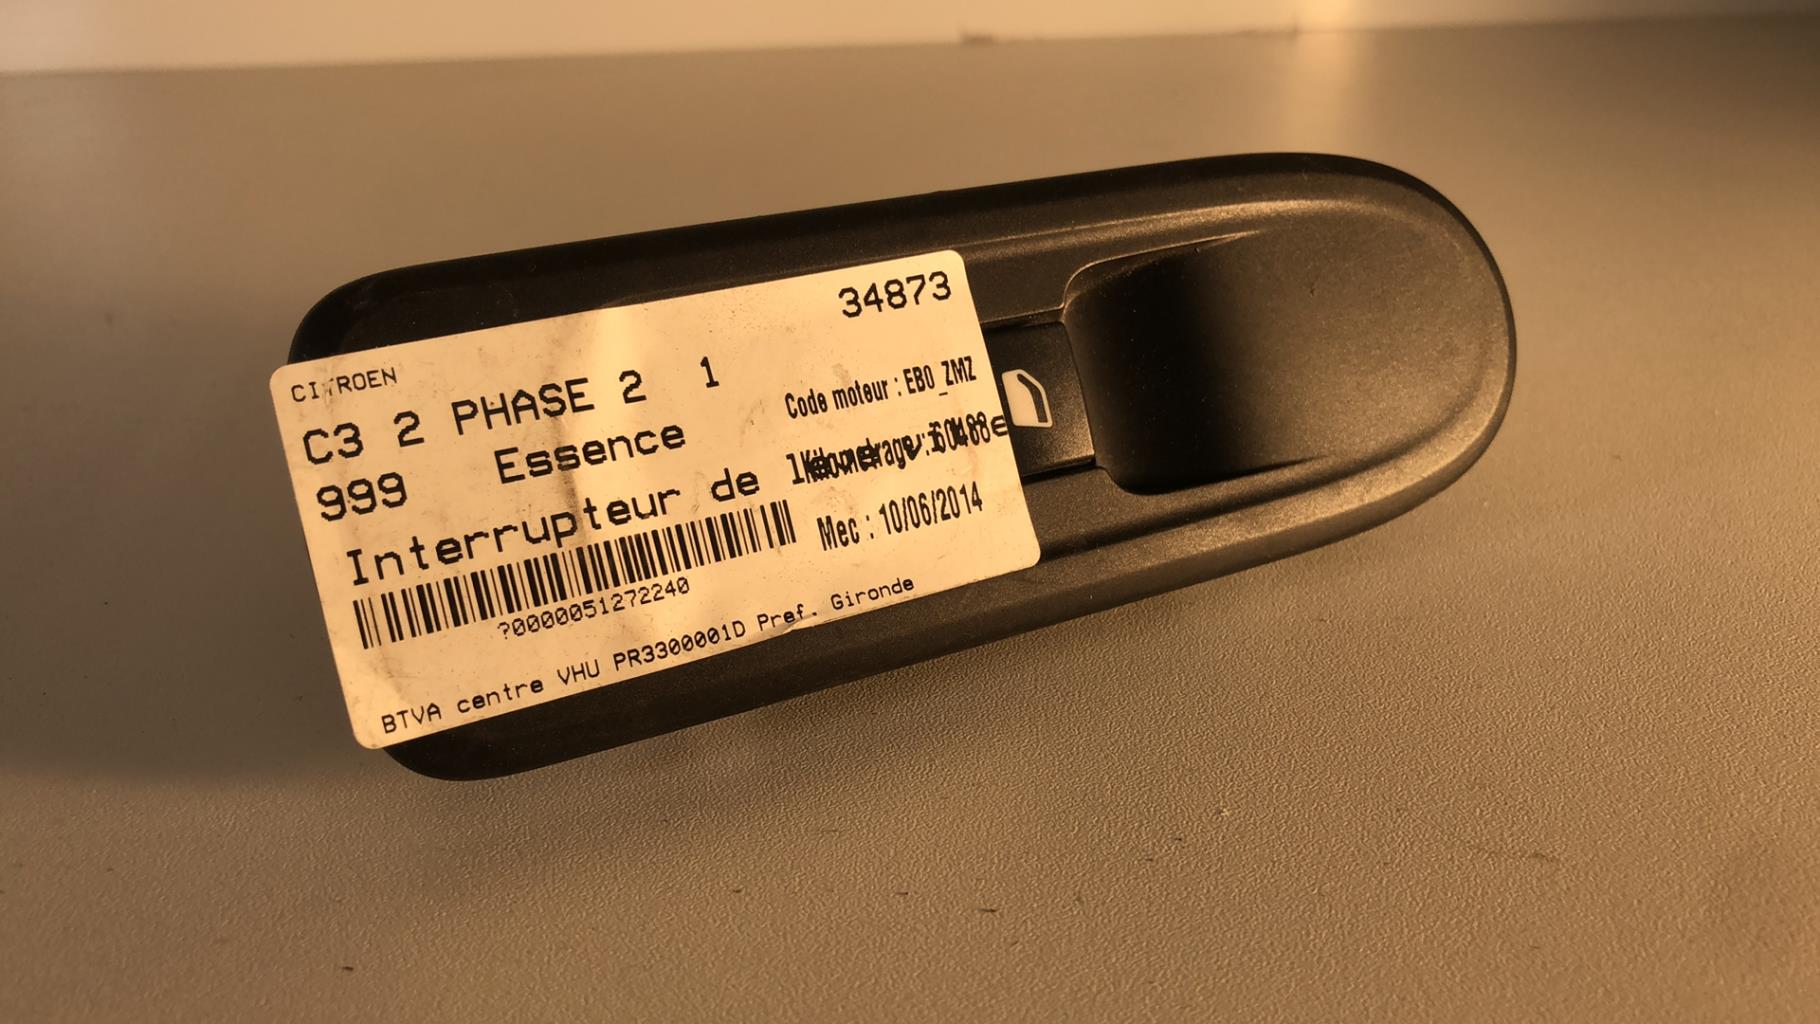 34873
CITROEN
C3 2 PHASE 2 1
Code moteur : EB0_ZMZ
999 Essence
Interrupteur de
Mec : 10/06/2014
?0000051272240
BTVA centre VHU PR3300001D Pref. Gironde